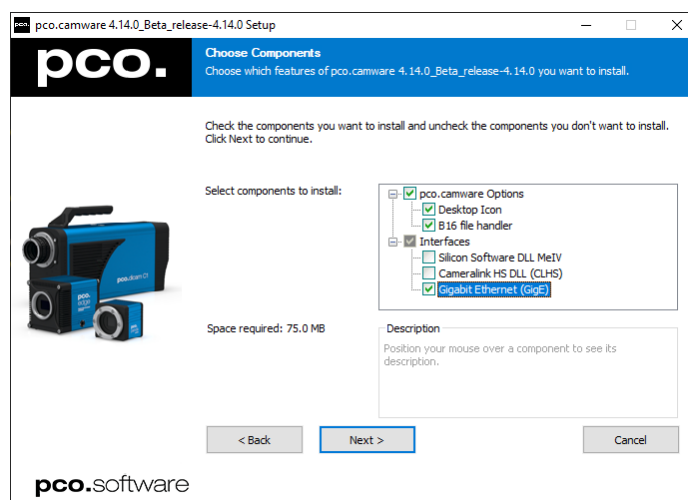 pco. pco.camware 4.14.0_Beta_release-4.14.0 Setup
pco.
Choose Components
Choose which features of pco.camware 4.14.0_Beta_release-4.14.0 you want to install.
Check the components you want to install and uncheck the components you don't want to install.
Click Next to continue.
Select components to install:
pco.camware Options
Desktop Icon
B16 file handler
Interfaces
Silicon Software DLL MeIV
Cameralink HS DLL (CLHS)
Gigabit Ethernet (GigE)
pco.
edge
Space required: 75.0 MB
Description
Position your mouse over a component to see its
description.
< Back
Next >
Cancel
pco.software